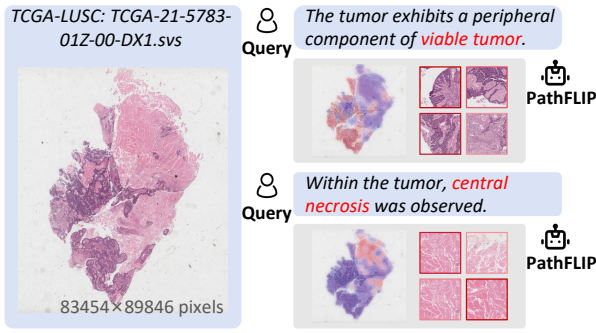 TCGA-LUSC: TCGA-21-5783-
01Z-00-DX1.svs
83454×89846 pixels
Query
The tumor exhibits a peripheral
component of viable tumor.
PathFLIP
Query
Within the tumor, central
necrosis was observed.
PathFLIP